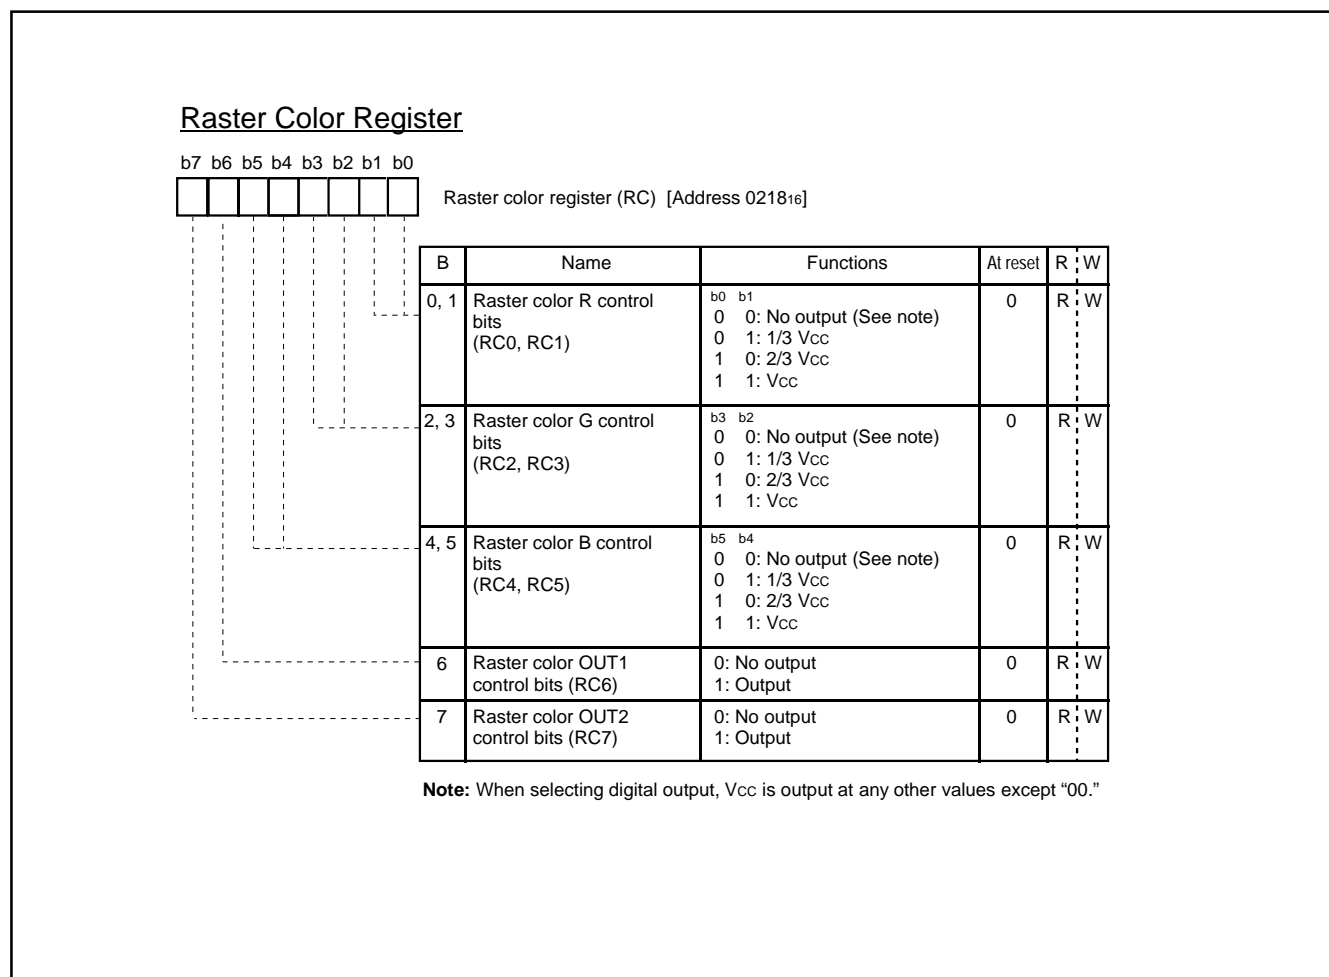 Raster Color Register
b7 b6 b5 b4 b3 b2 b1 b0
Raster color register (RC) [Address 021816]
B Name Functions At reset R W
0, 1 Raster color R control bits (RC0, RC1) b0 b1 0 R W
0 0: No output (See note)
0 1: 1/3 VCC
1 0: 2/3 VCC
1 1: VCC
2, 3 Raster color G control bits (RC2, RC3) b3 b2 0 R W
0 0: No output (See note)
0 1: 1/3 VCC
1 0: 2/3 VCC
1 1: VCC
4, 5 Raster color B control bits (RC4, RC5) b5 b4 0 R W
0 0: No output (See note)
0 1: 1/3 VCC
1 0: 2/3 VCC
1 1: VCC
6 Raster color OUT1 0: No output 0 R W
control bits (RC6) 1: Output
7 Raster color OUT2 0: No output 0 R W
control bits (RC7) 1: Output
Note: When selecting digital output, VCC is output at any other values except “00.”